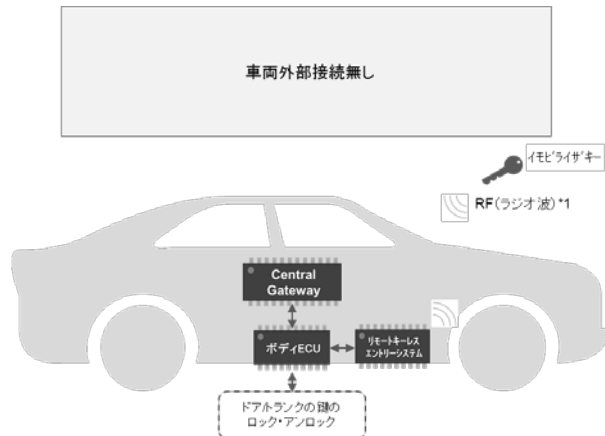 車両外部接続無し
イモビライザキー
RF(ラジオ波)*1
Central
Gateway
ボディECU
リモートキーレス
エントリーシステム
ドア/トランクの鍵の
ロック・アンロック